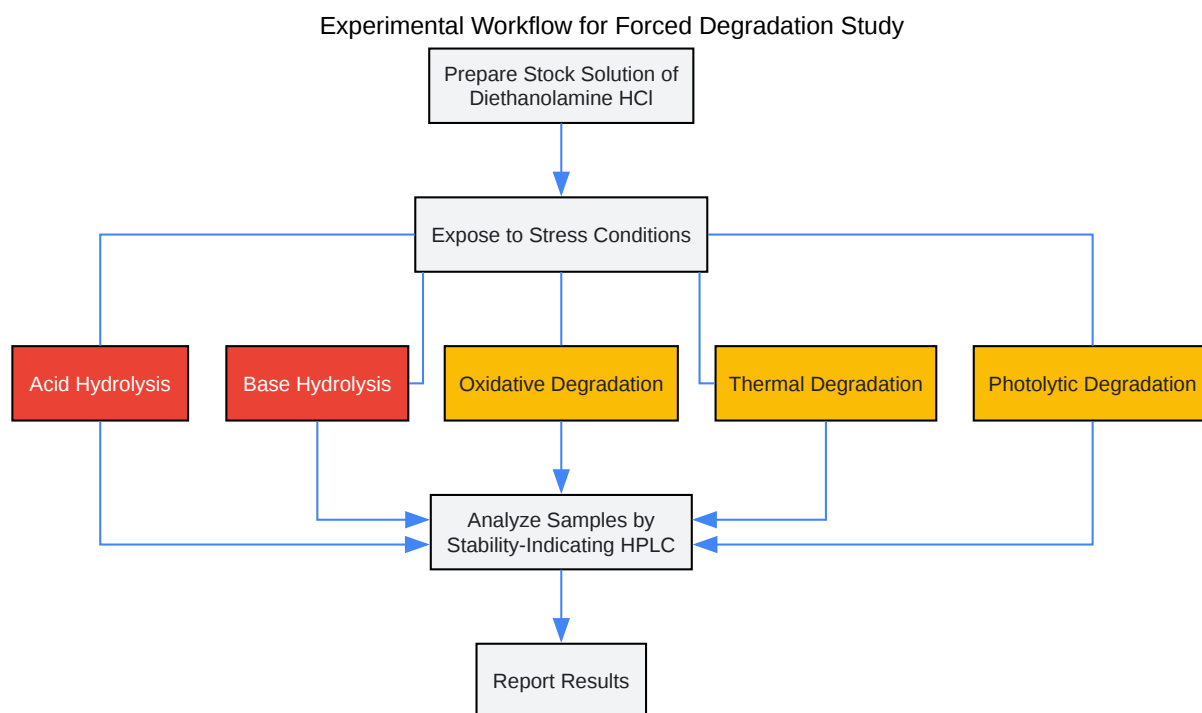 Experimental Workflow for Forced Degradation Study
Prepare Stock Solution of
Diethanolamine HCl
Expose to Stress Conditions
Acid Hydrolysis
Base Hydrolysis
Oxidative Degradation
Thermal Degradation
Photolytic Degradation
Analyze Samples by
Stability-Indicating HPLC
Report Results